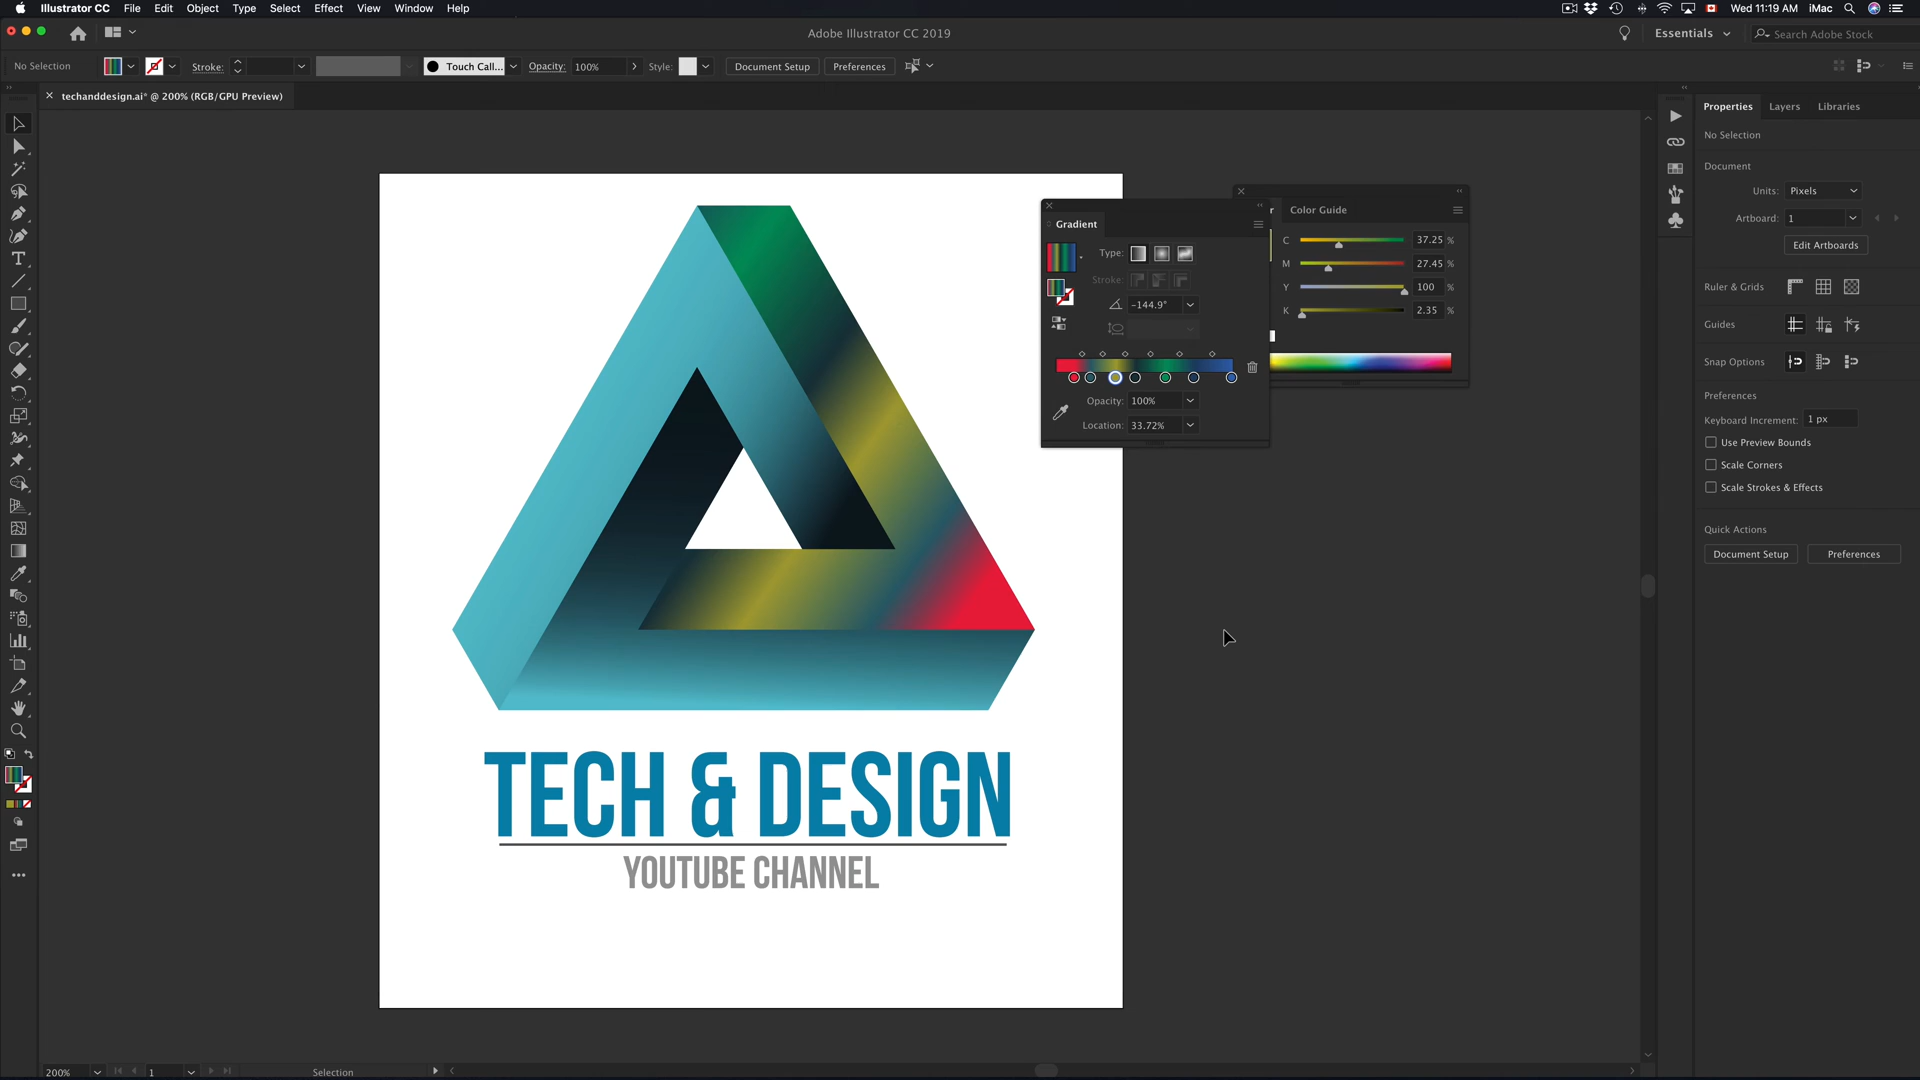 Illustrator CC File Edit Object Type Select Effect View Window Help Wed 11:19 AM iMac
Adobe Illustrator CC 2019 Essentials Search Adobe Stock
No Selection Stroke: Touch Call... Opacity: 100% Style: Document Setup Preferences
techanddesign.ai* @ 200% (RGB/GPU Preview)
Properties Layers Libraries
No Selection
Document
Units: Pixels
Artboard: 1
Edit Artboards
Ruler & Grids
Guides
Snap Options
Preferences
Keyboard Increment: 1 px
Use Preview Bounds
Scale Corners
Scale Strokes & Effects
Quick Actions
Document Setup Preferences
Color Guide
C 37.25 %
M 27.45 %
Y 100 %
K 2.35 %
Gradient
Type:
Stroke:
-144.9°
Opacity: 100%
Location: 33.72%
TECH & DESIGN
YOUTUBE CHANNEL
200% 1 Selection